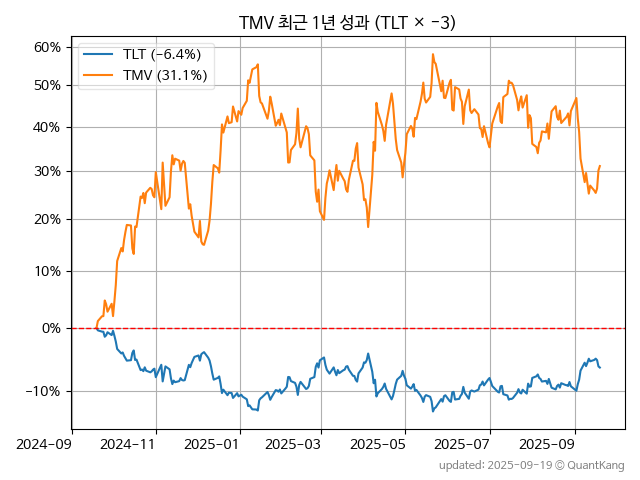 TMV 최근 1년 성과 (TLT × -3)
TLT (-6.4%)
TMV (31.1%)
60%
50%
40%
30%
20%
10%
0%
-10%
2024-09 2024-11 2025-01 2025-03 2025-05 2025-07 2025-09
updated: 2025-09-19 © QuantKang